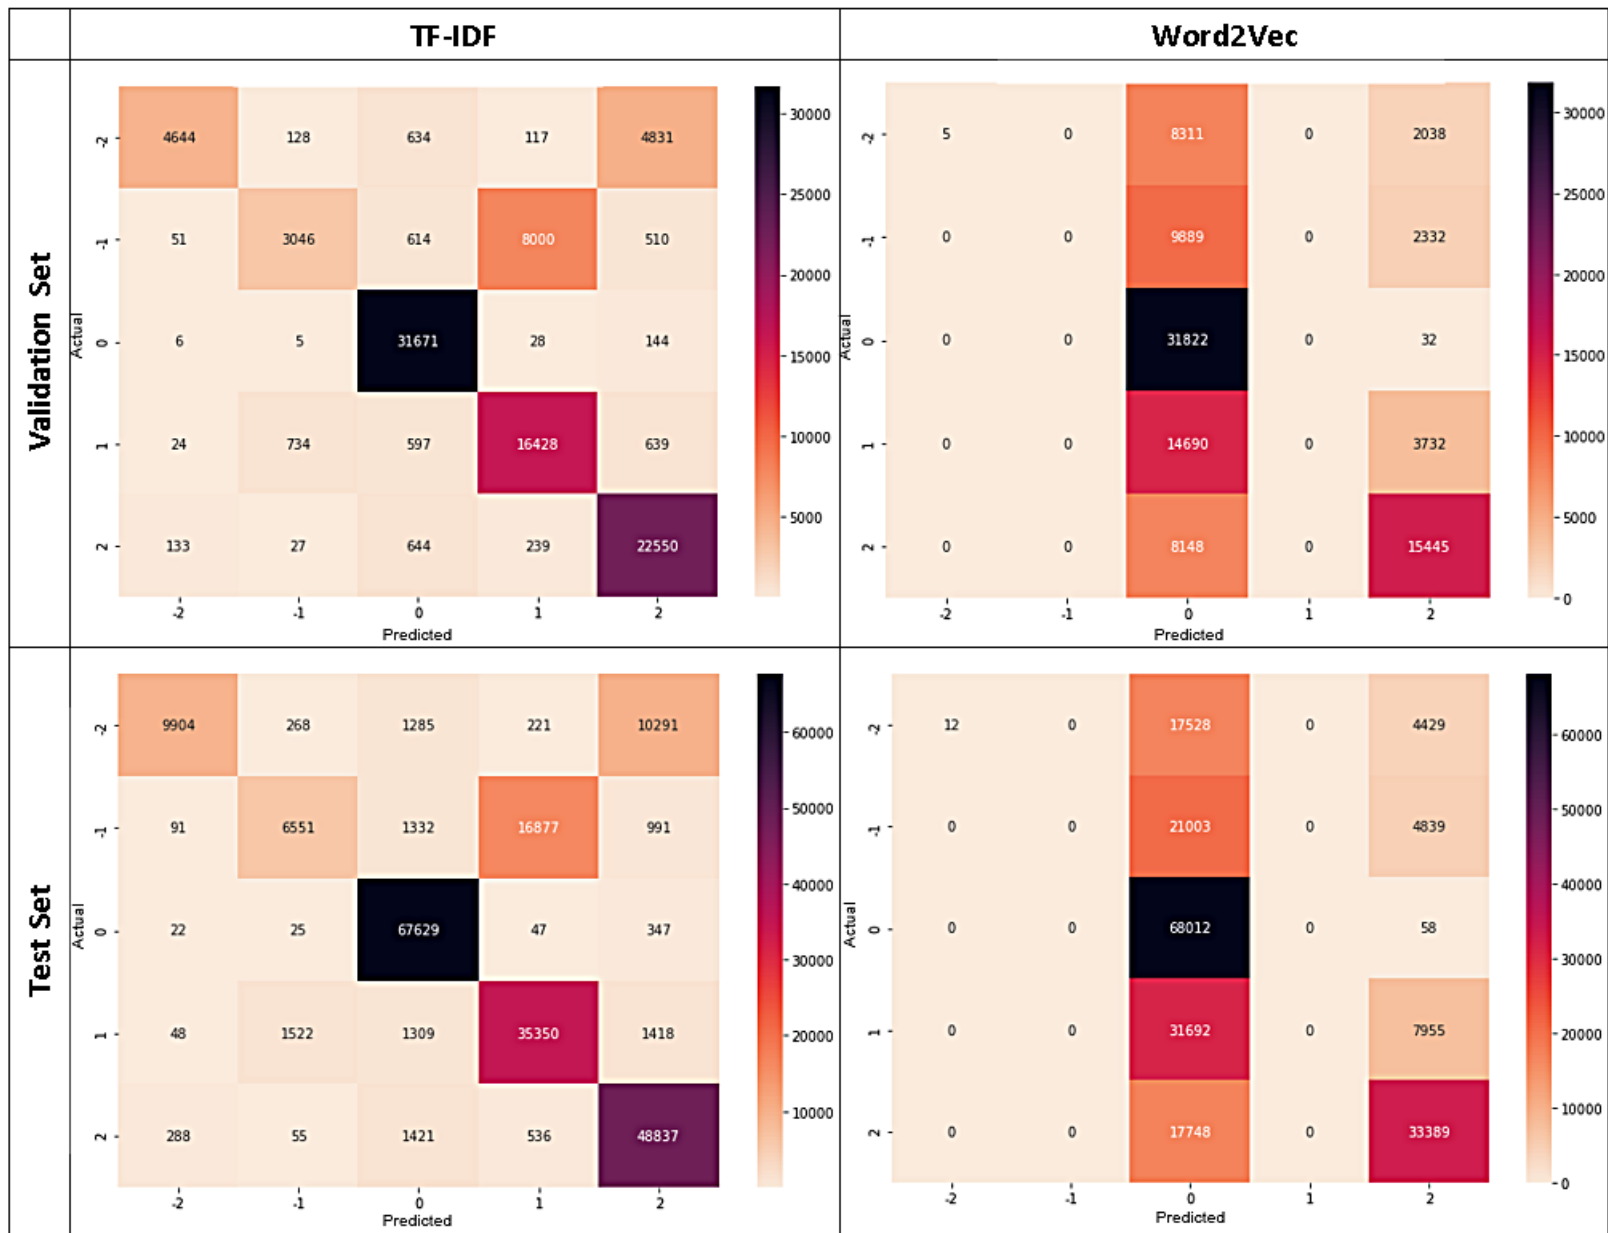 TF-IDF Word2Vec
Validation Set
Actual
-2 4644 128 634 117 4831
-1 51 3046 614 8000 510
0 6 5 31671 28 144
1 24 734 597 16428 639
2 133 27 644 239 22550
-2 -1 0 1 2
Predicted
30000
25000
20000
15000
10000
5000
Actual
-2 5 0 8311 0 2038
-1 0 0 9889 0 2332
0 0 0 31822 0 32
1 0 0 14690 0 3732
2 0 0 8148 0 15445
-2 -1 0 1 2
Predicted
30000
25000
20000
15000
10000
5000
0
Test Set
Actual
-2 9904 268 1285 221 10291
-1 91 6551 1332 16877 991
0 22 25 67629 47 347
1 48 1522 1309 35350 1418
2 288 55 1421 536 48837
-2 -1 0 1 2
Predicted
60000
50000
40000
30000
20000
10000
Actual
-2 12 0 17528 0 4429
-1 0 0 21003 0 4839
0 0 0 68012 0 58
1 0 0 31692 0 7955
2 0 0 17748 0 33389
-2 -1 0 1 2
Predicted
60000
50000
40000
30000
20000
10000
0